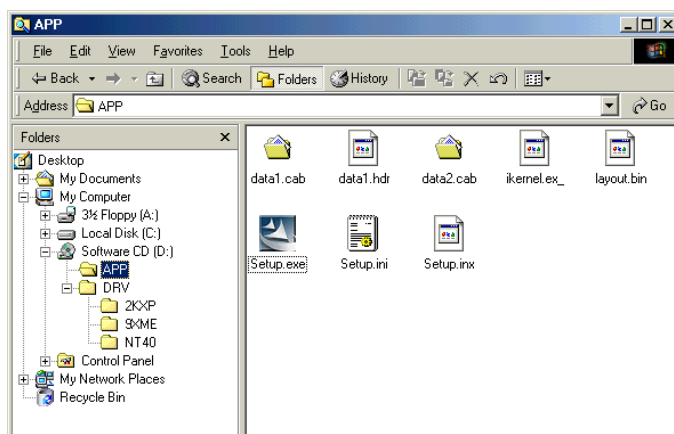 APP
File Edit View Favorites Tools Help
Back Search Folders History
Address APP Go
Folders
Desktop
My Documents
My Computer
3½ Floppy (A:)
Local Disk (C:)
Software CD (D:)
APP
DRV
2KXP
9XME
NT40
Control Panel
My Network Places
Recycle Bin
data1.cab data1.hdr data2.cab ikernel.ex_ layout.bin
Setup.exe Setup.ini Setup.inx